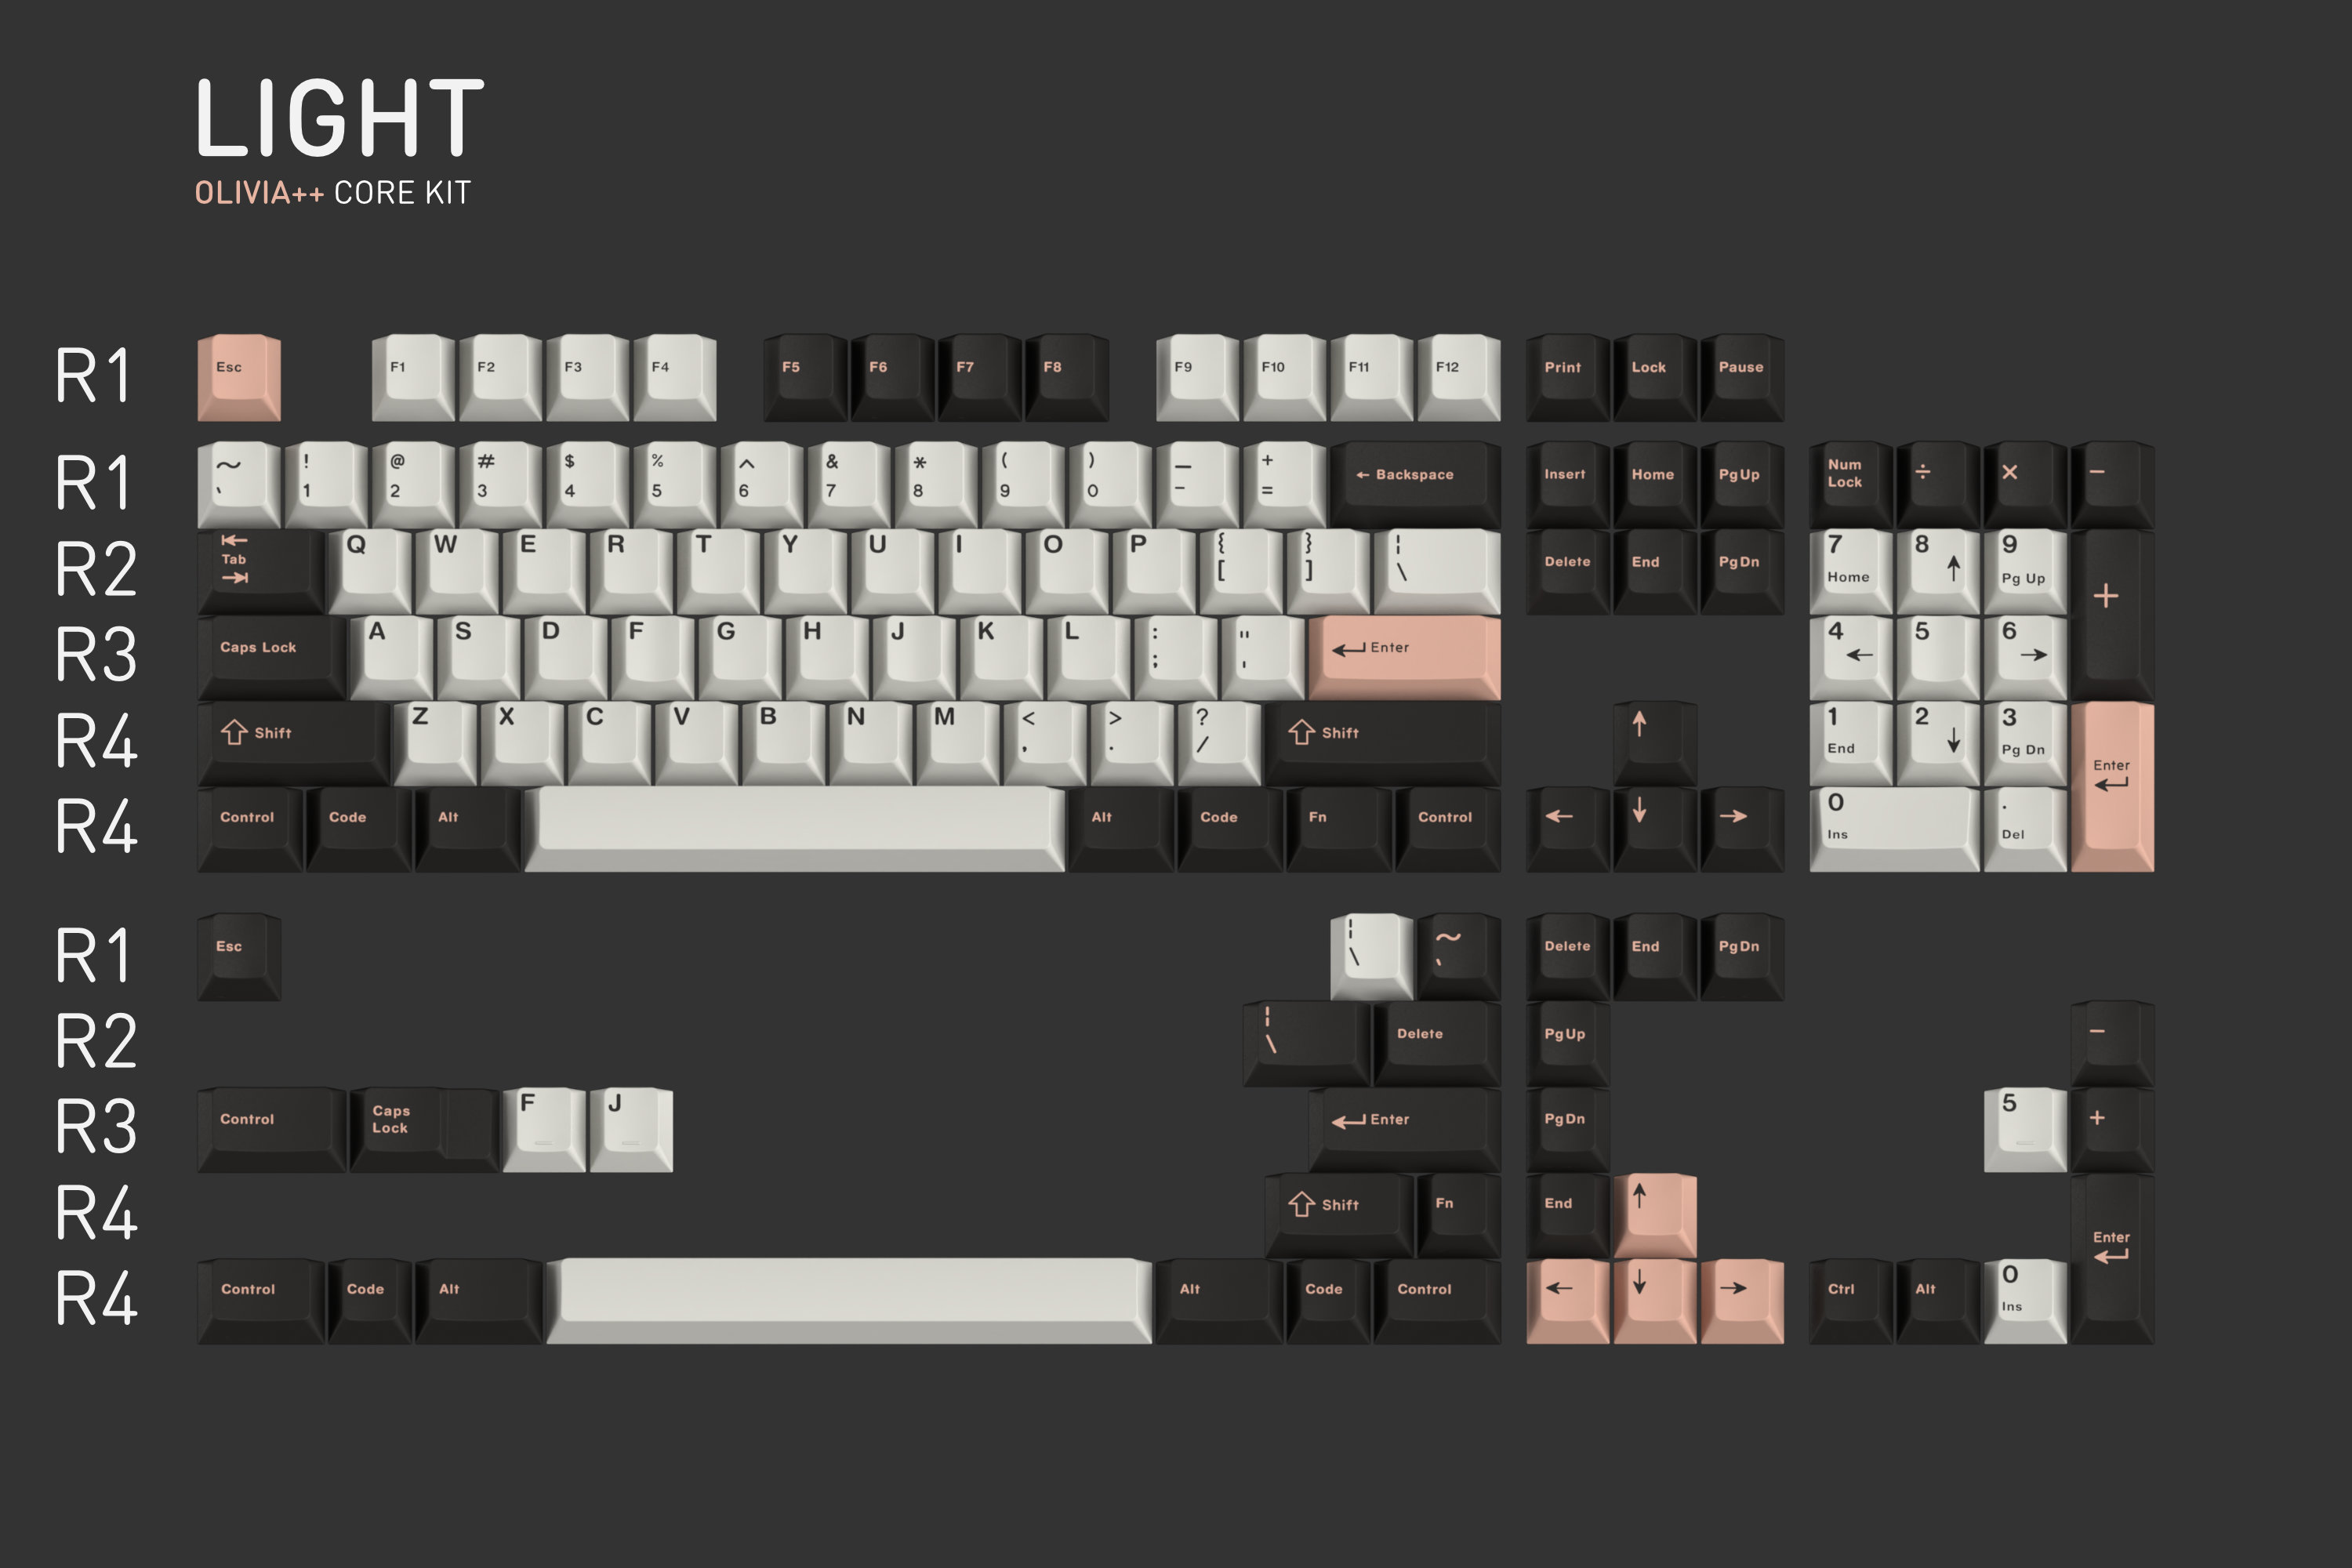 LIGHT
OLIVIA++ CORE KIT
R1 Esc F1 F2 F3 F4 F5 F6 F7 F8 F9 F10 F11 F12 Print Lock Pause
R1 ~ ! @ # $ % ^ & * ( ) — + ← Backspace Insert Home PgUp Num Lock ÷ × −
` 1 2 3 4 5 6 7 8 9 0 - =
R2 ⇤ Tab ⇥ Q W E R T Y U I O P { [ } ] ¦ \ Delete End PgDn 7 Home 8 ↑ 9 Pg Up +
R3 Caps Lock A S D F G H J K L : ; " ' ↵ Enter 4 ← 5 6 →
R4 ⇧ Shift Z X C V B N M < , > . ? / ⇧ Shift ↑ 1 End 2 ↓ 3 Pg Dn Enter ↵
R4 Control Code Alt Alt Code Fn Control ← ↓ → 0 Ins . Del
R1 Esc ¦ \ ~ ` Delete End PgDn
R2 ¦ \ Delete PgUp −
R3 Control Caps Lock F J ↵ Enter PgDn 5 +
R4 ⇧ Shift Fn End ↑ Enter ↵
R4 Control Code Alt Alt Code Control ← ↓ → Ctrl Alt 0 Ins